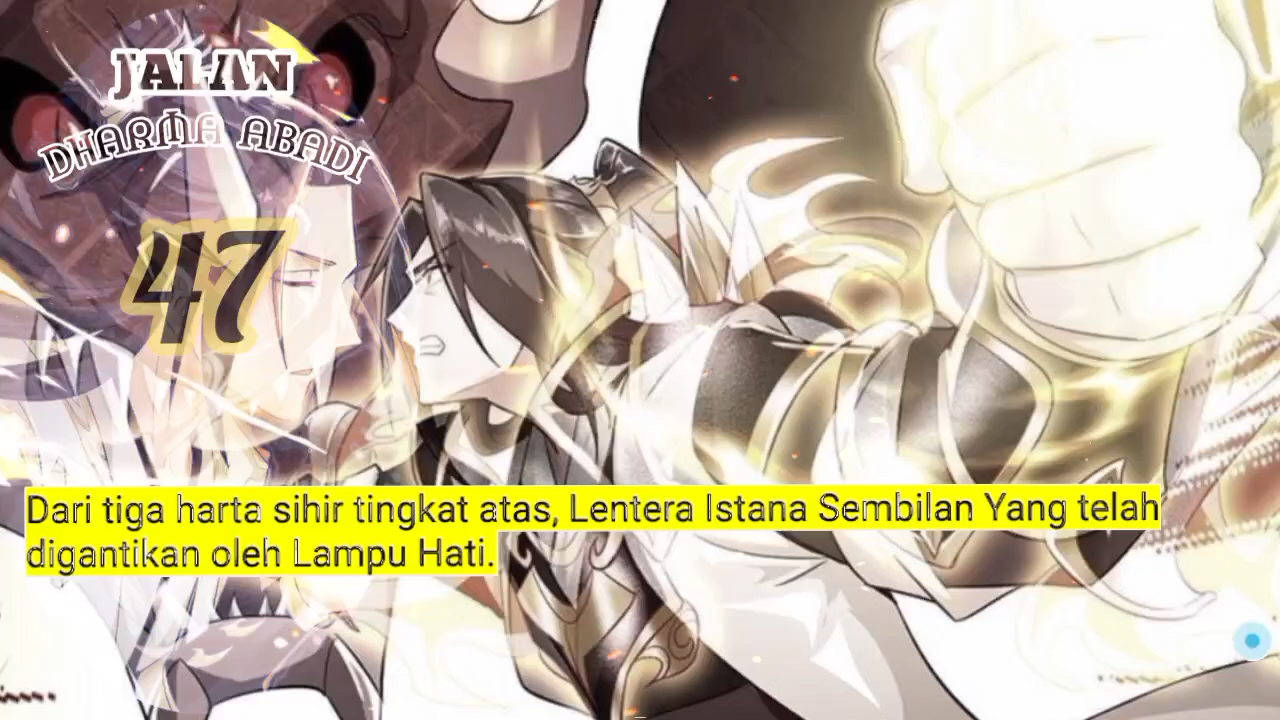 JALAN
DHARMA ABADI
47
Dari tiga harta sihir tingkat atas, Lentera Istana Sembilan Yang telah
digantikan oleh Lampu Hati.